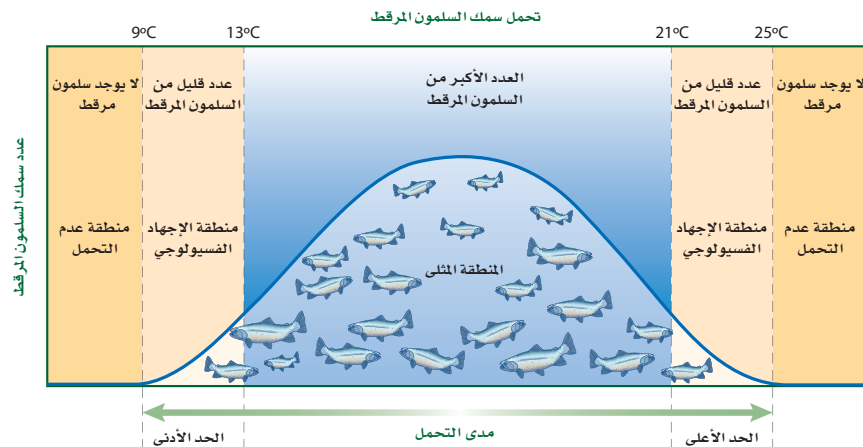 تحمل سمك السلمون المرقط
9ºC
13ºC
21ºC
25ºC
لا يوجد سلمون
مرقط
عدد قليل من
السلمون المرقط
العدد الأكبر من
السلمون المرقط
عدد قليل من
السلمون المرقط
لا يوجد سلمون
مرقط
عدد سمك السلمون المرقط
منطقة عدم
التحمل
منطقة الإجهاد
الفسيولوجي
المنطقة المثلى
منطقة الإجهاد
الفسيولوجي
منطقة عدم
التحمل
الحد الأدنى
مدى التحمل
الحد الأعلى